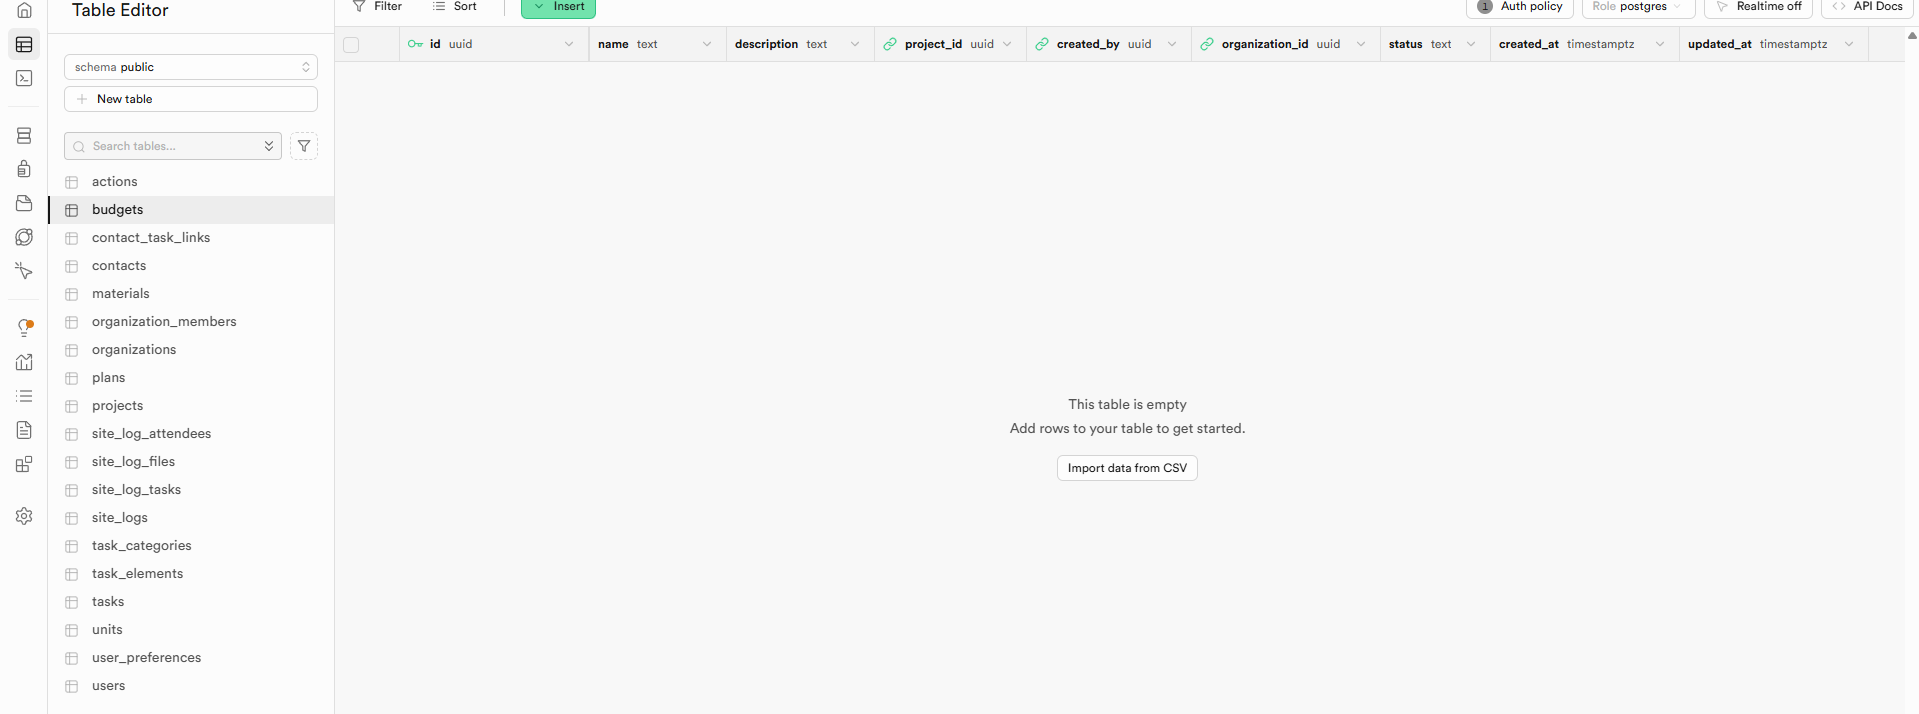 Table Editor
schema public
New table
Search tables...
actions
budgets
contact_task_links
contacts
materials
organization_members
organizations
plans
projects
site_log_attendees
site_log_files
site_log_tasks
site_logs
task_categories
task_elements
tasks
units
user_preferences
users
Filter Sort Insert 1 Auth policy Role postgres Realtime off API Docs
id uuid name text description text project_id uuid created_by uuid organization_id uuid status text created_at timestamptz updated_at timestamptz
This table is empty
Add rows to your table to get started.
Import data from CSV